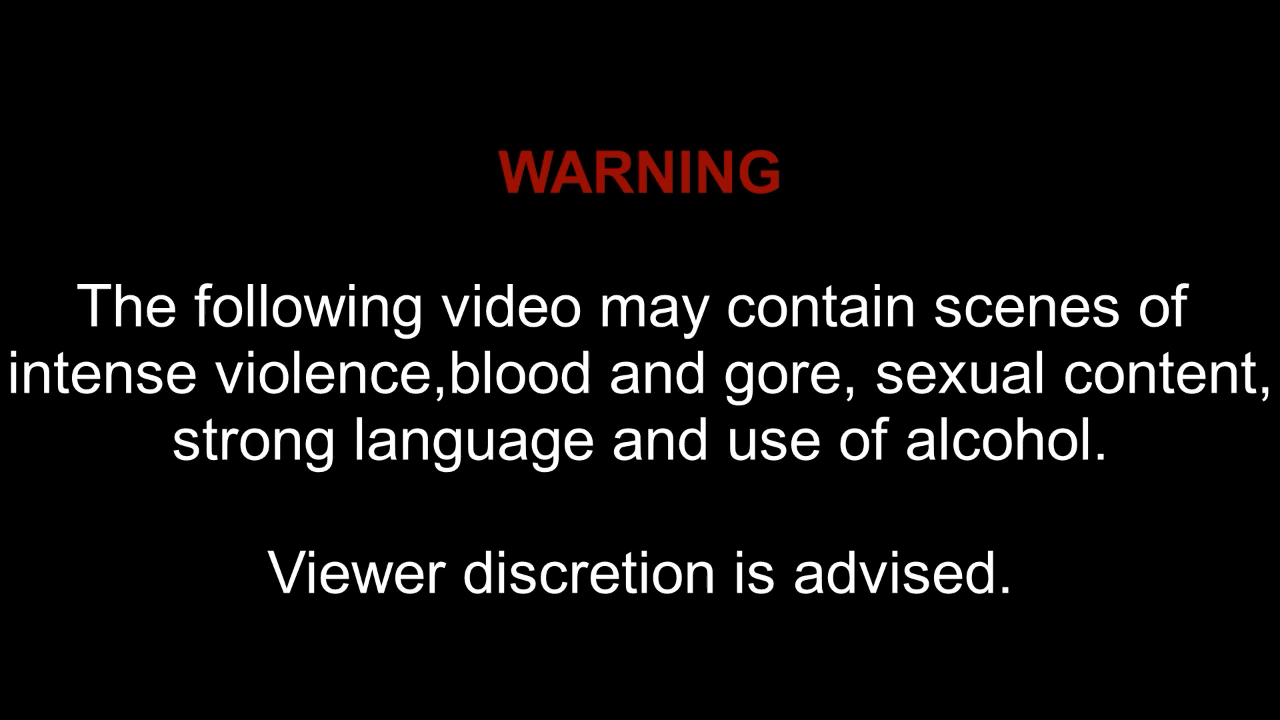 WARNING
The following video may contain scenes of
intense violence,blood and gore, sexual content,
strong language and use of alcohol.
Viewer discretion is advised.